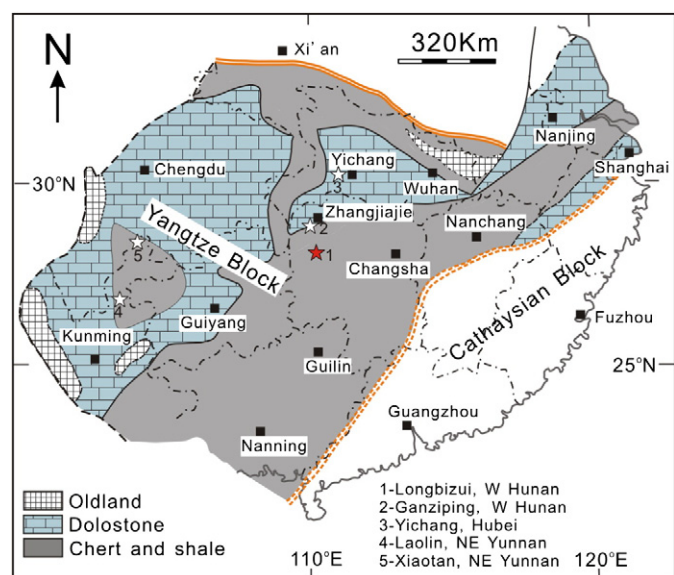 N
Xi' an
320Km
Nanjing
Shanghai
Chengdu
Yichang
3
Wuhan
30°N
Zhangjiajie
2
Nanchang
Yangtze Block
1
Changsha
5
4
Cathaysian Block
Kunming
Guiyang
Fuzhou
Guilin
25°N
Guangzhou
Nanning
Oldland
Dolostone
Chert and shale
1-Longbizui, W Hunan
2-Ganziping, W Hunan
3-Yichang, Hubei
4-Laolin, NE Yunnan
5-Xiaotan, NE Yunnan
110°E
120°E